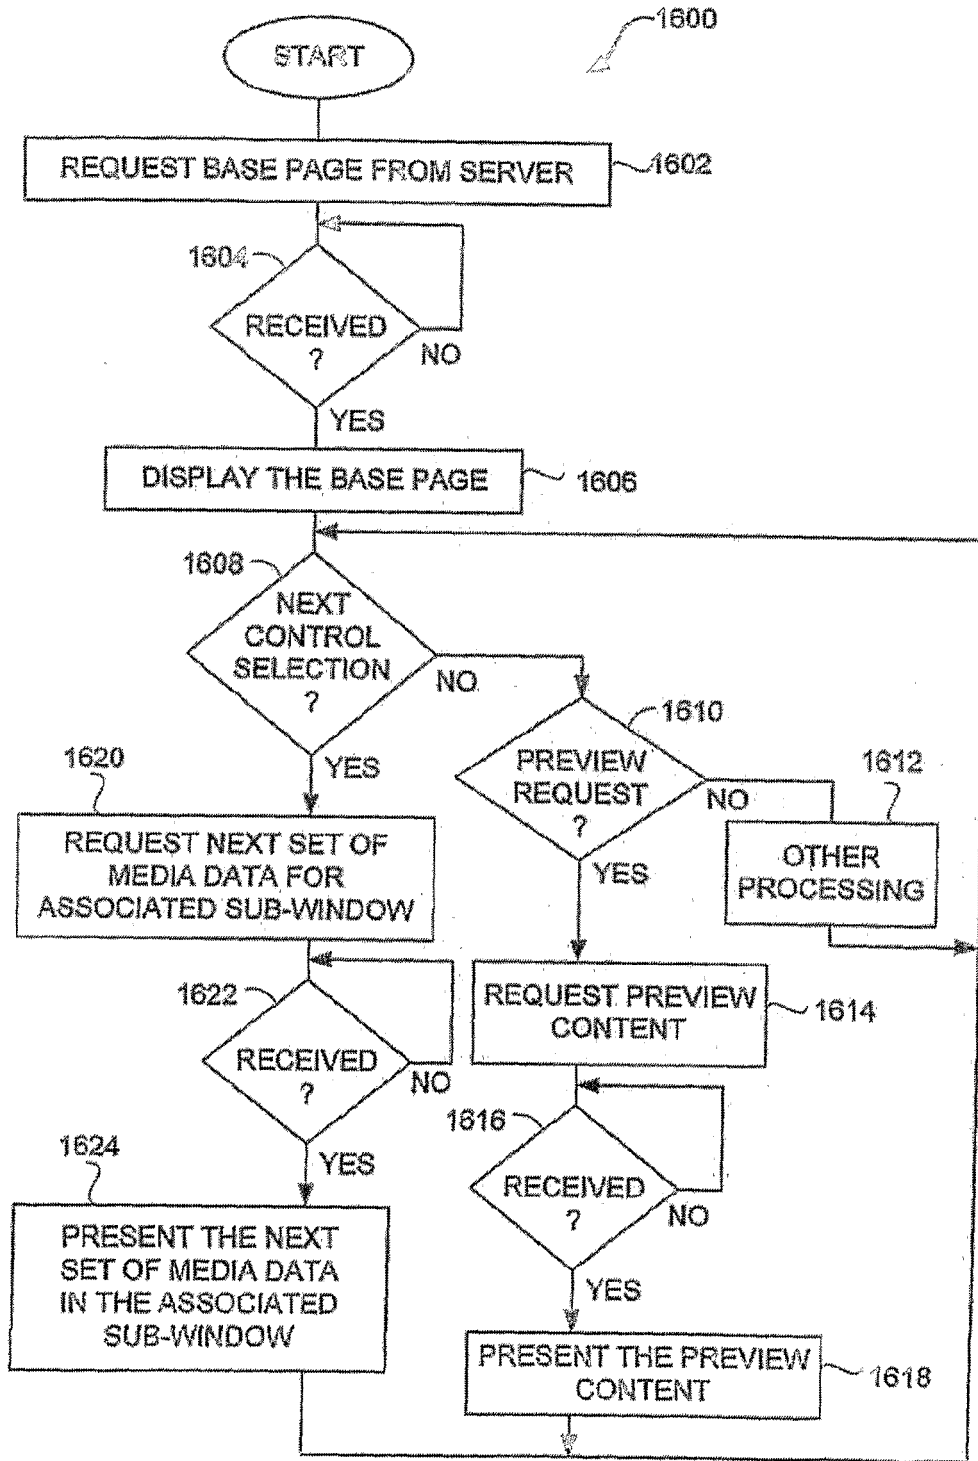 1600
START
REQUEST BASE PAGE FROM SERVER
1602
1604
RECEIVED
?
NO
YES
DISPLAY THE BASE PAGE
1606
1608
NEXT
CONTROL
SELECTION
?
NO
YES
1610
PREVIEW
REQUEST
?
NO
YES
1612
OTHER
PROCESSING
1620
REQUEST NEXT SET OF
MEDIA DATA FOR
ASSOCIATED SUB-WINDOW
REQUEST PREVIEW
CONTENT
1614
1622
RECEIVED
?
NO
YES
1616
RECEIVED
?
NO
YES
1624
PRESENT THE NEXT
SET OF MEDIA DATA
IN THE ASSOCIATED
SUB-WINDOW
PRESENT THE PREVIEW
CONTENT
1618